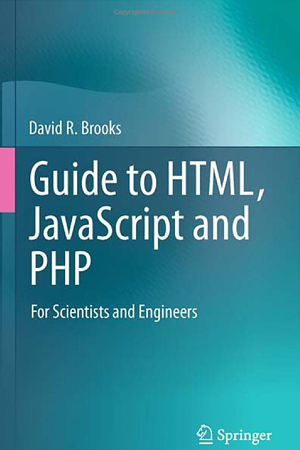 David R. Brooks
Guide to HTML,
JavaScript and
PHP
For Scientists and Engineers
Springer